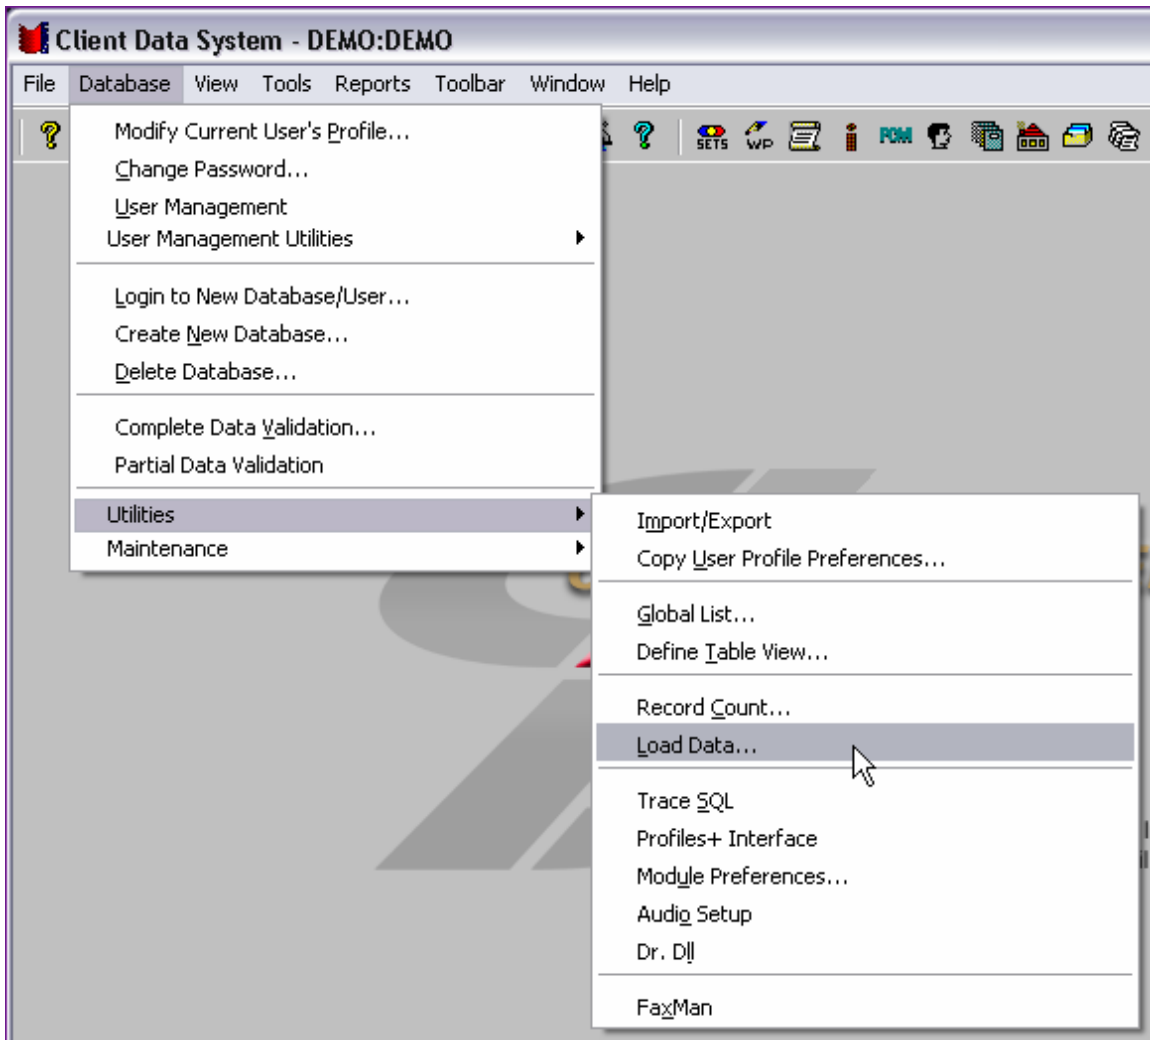 Client Data System - DEMO:DEMO
File Database View Tools Reports Toolbar Window Help
SETS WP POM
Modify Current User's Profile...
Change Password...
User Management
User Management Utilities
Login to New Database/User...
Create New Database...
Delete Database...
Complete Data Validation...
Partial Data Validation
Utilities
Maintenance
Import/Export
Copy User Profile Preferences...
Global List...
Define Table View...
Record Count...
Load Data...
Trace SQL
Profiles+ Interface
Module Preferences...
Audio Setup
Dr. Dll
FaxMan